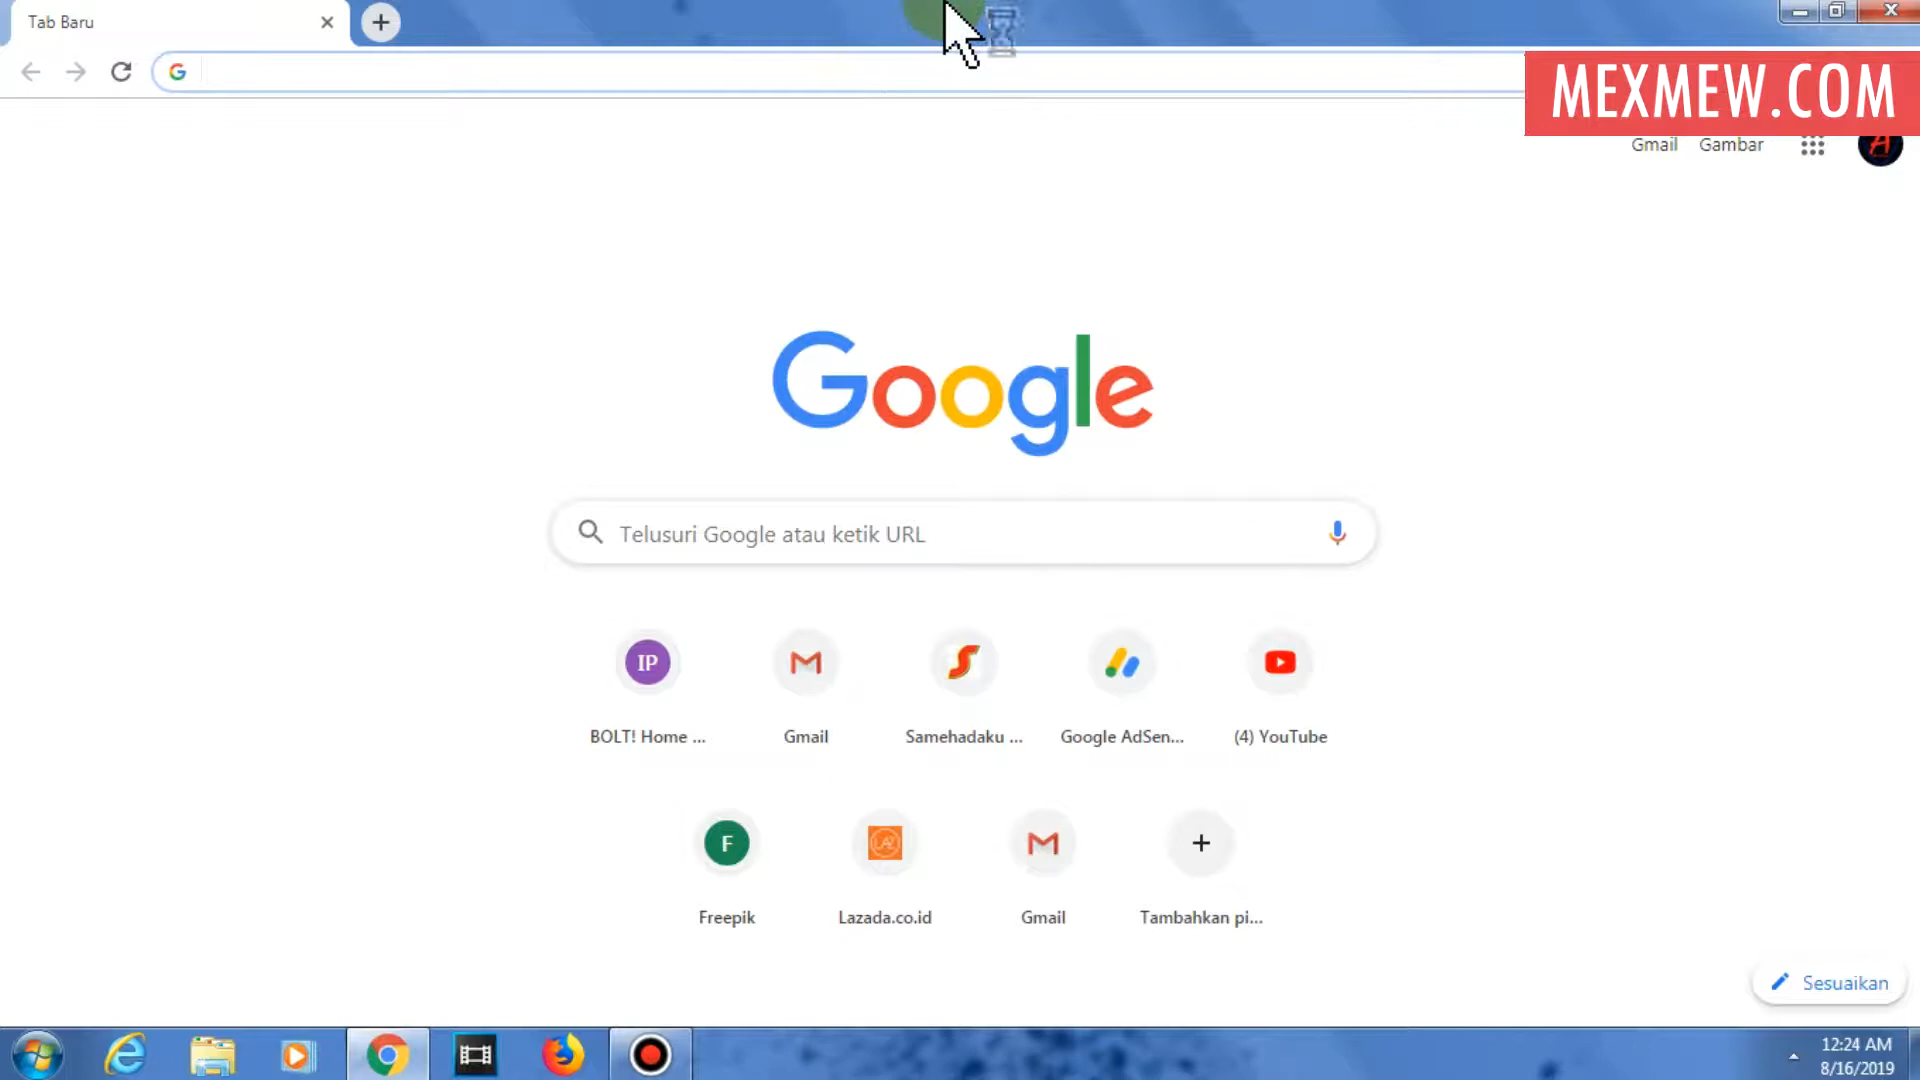 Tab Baru
MEXMEW.COM
Gmail Gambar
A
Google
Telusuri Google atau ketik URL
IP
BOLT! Home ...
Gmail
Samehadaku ...
Google AdSen...
(4) YouTube
F
LAZ
Freepik
Lazada.co.id
Gmail
Tambahkan pi...
Sesuaikan
12:24 AM
8/16/2019